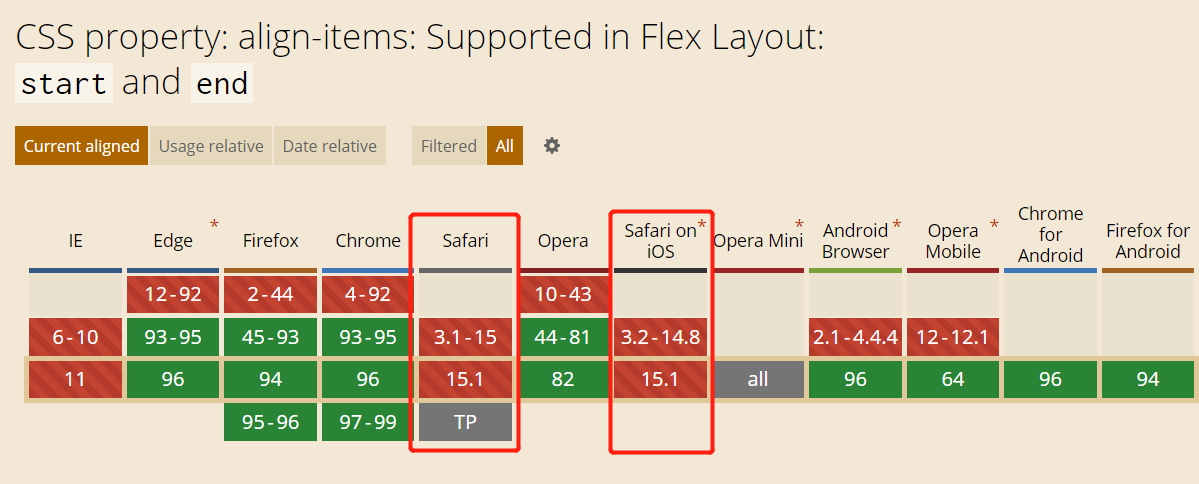 CSS property: align-items: Supported in Flex Layout:
start and end
Current aligned Usage relative Date relative Filtered All
IE Edge * Firefox Chrome Safari Opera Safari on iOS * Opera Mini * Android Browser * Opera Mobile * Chrome for Android Firefox for Android
12-92 2-44 4-92 10-43
6-10 93-95 45-93 93-95 3.1-15 44-81 3.2-14.8 2.1-4.4.4 12-12.1
11 96 94 96 15.1 82 15.1 all 96 64 96 94
95-96 97-99 TP